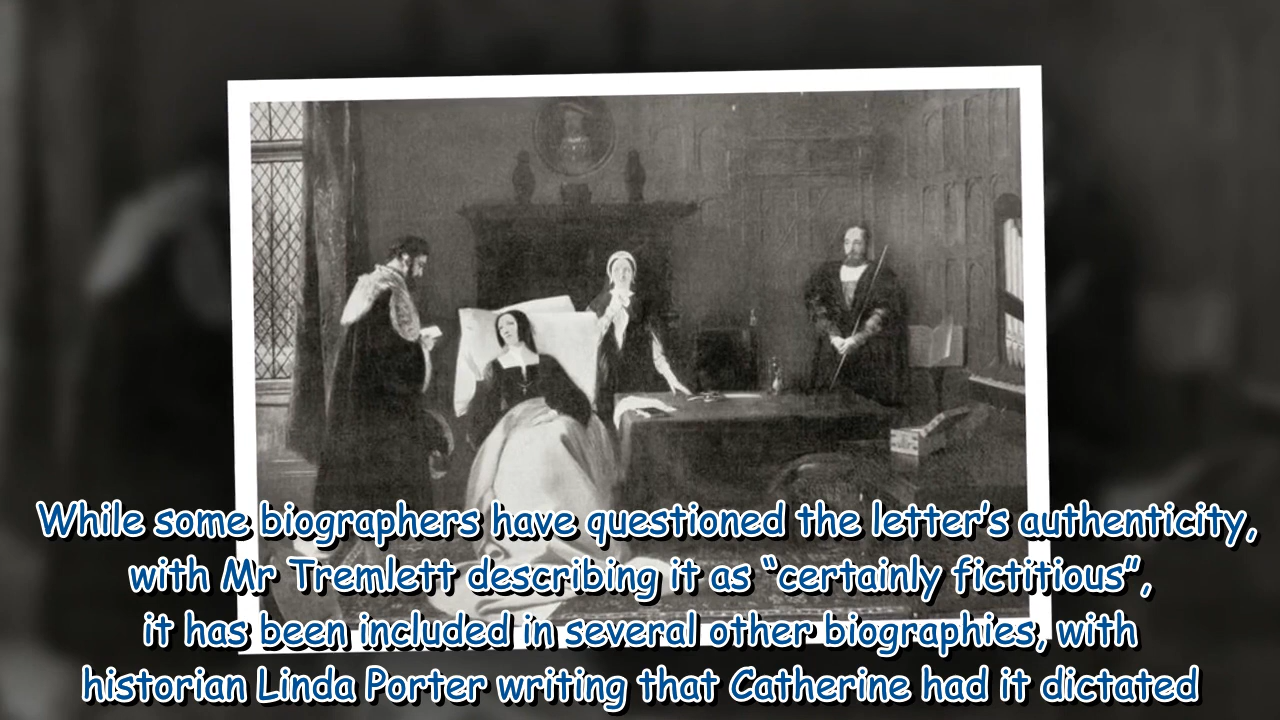 While some biographers have questioned the letter’s authenticity,
with Mr Tremlett describing it as “certainly fictitious”,
it has been included in several other biographies, with
historian Linda Porter writing that Catherine had it dictated